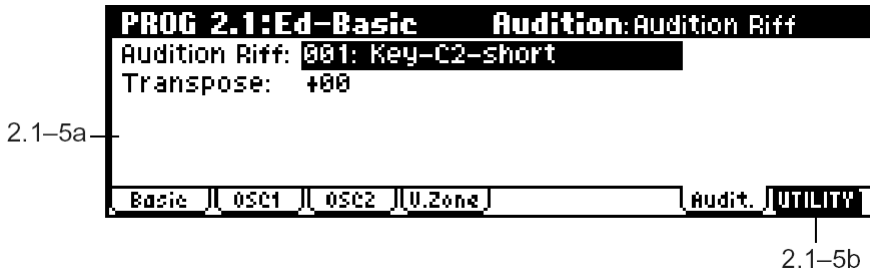 PROG 2.1:Ed-Basic Audition:Audition Riff
Audition Riff: 001: Key-C2-short
Transpose: +00
2.1–5a
Basic OSC1 OSC2 V.Zone Audit. UTILITY
2.1–5b